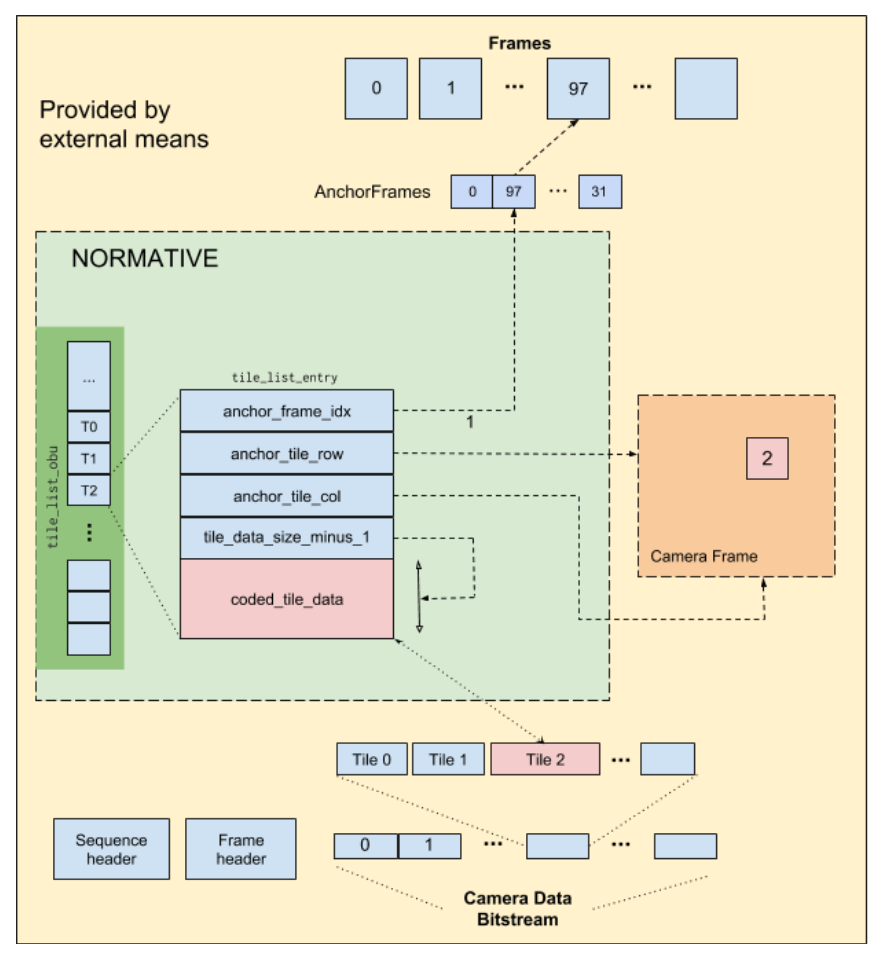 Frames
0 1 ... 97 ...
Provided by
external means
AnchorFrames 0 97 ... 31
NORMATIVE
tile_list_entry
...
anchor_frame_idx
1
T0
anchor_tile_row
T1
2
anchor_tile_col
T2
tile_list_obu
...
tile_data_size_minus_1
Camera Frame
coded_tile_data
Tile 0 Tile 1 Tile 2 ...
Sequence
header
Frame
header
0 1 ... ...
Camera Data
Bitstream